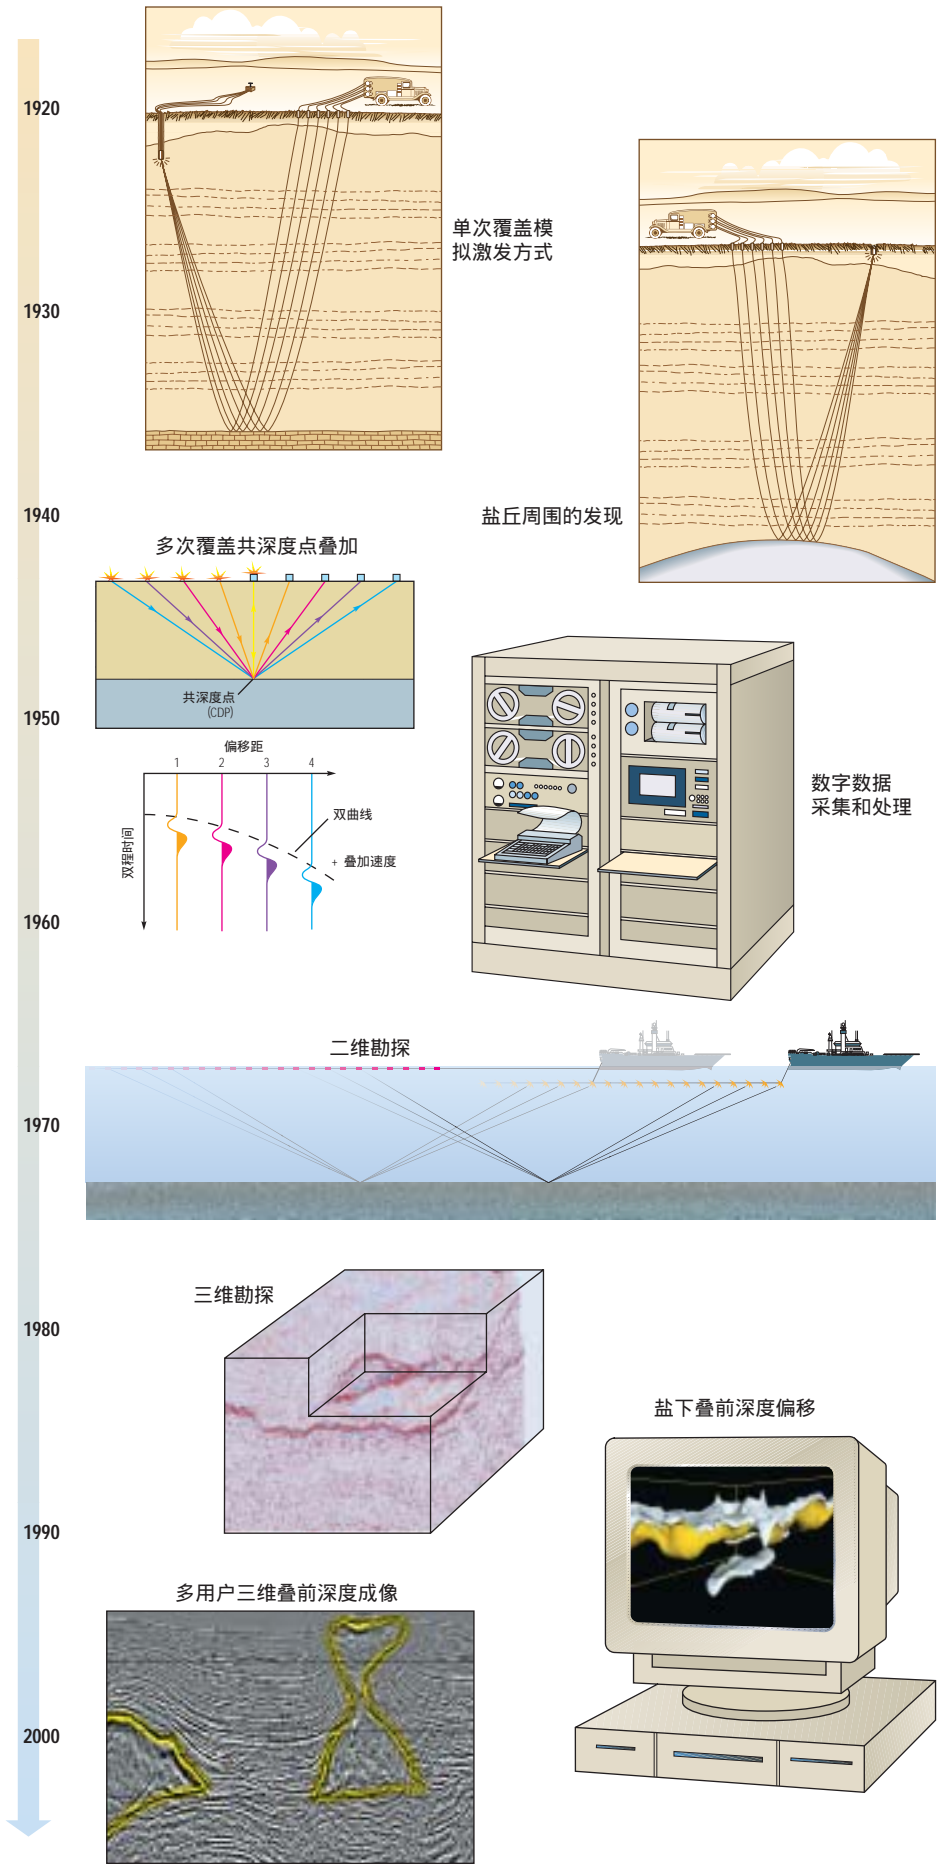 1920
单次覆盖模
拟激发方式
1930
1940
盐丘周围的发现
多次覆盖共深度点叠加
共深度点
(CDP)
1950
偏移距
1 2 3 4
双曲线
双程时间
+ 叠加速度
数字数据
采集和处理
1960
二维勘探
1970
三维勘探
1980
盐下叠前深度偏移
1990
多用户三维叠前深度成像
2000